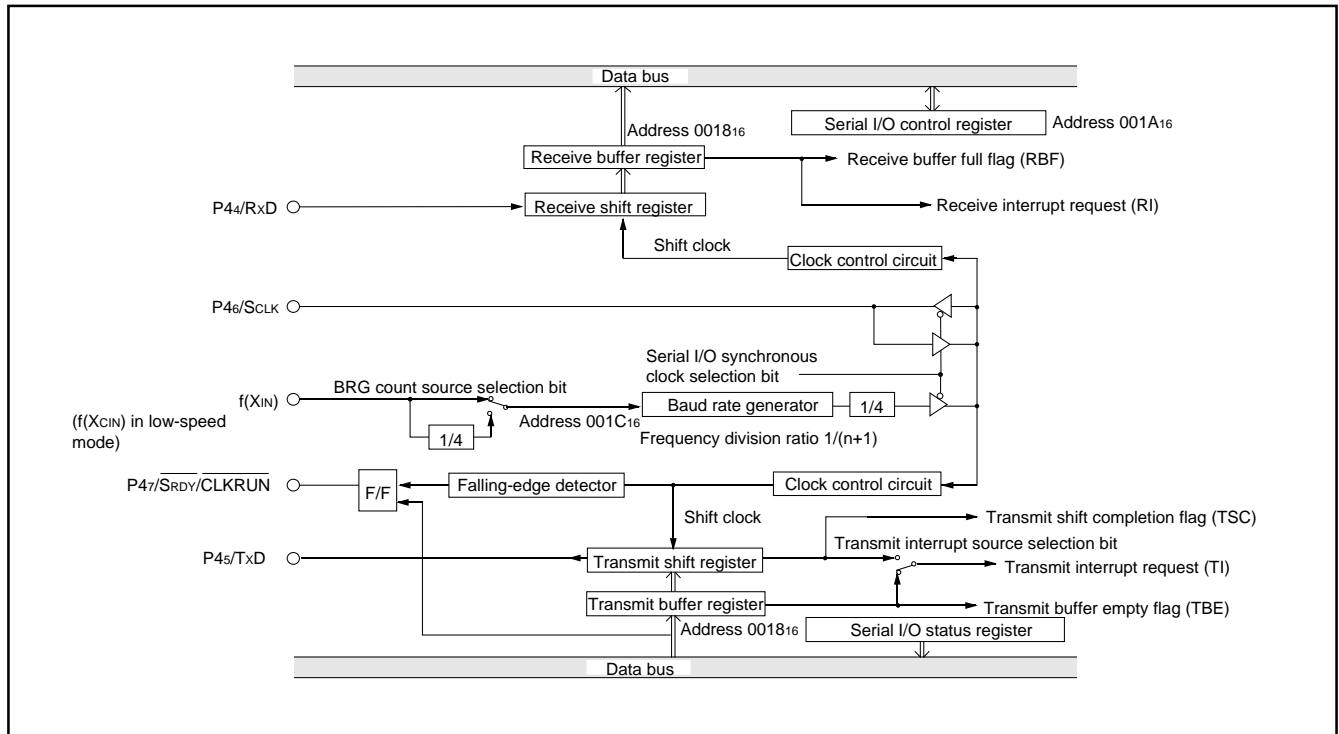 Data bus
Address 001816
Serial I/O control register
Address 001A16
Receive buffer register
Receive buffer full flag (RBF)
P44/RXD
Receive shift register
Receive interrupt request (RI)
Shift clock
Clock control circuit
P46/SCLK
Serial I/O synchronous
clock selection bit
BRG count source selection bit
f(XIN)
Baud rate generator
1/4
(f(XCIN) in low-speed
mode)
Address 001C16
1/4
Frequency division ratio 1/(n+1)
P47/SRDY/CLKRUN
F/F
Falling-edge detector
Clock control circuit
Shift clock
Transmit shift completion flag (TSC)
P45/TXD
Transmit shift register
Transmit interrupt source selection bit
Transmit interrupt request (TI)
Transmit buffer register
Transmit buffer empty flag (TBE)
Address 001816
Serial I/O status register
Data bus